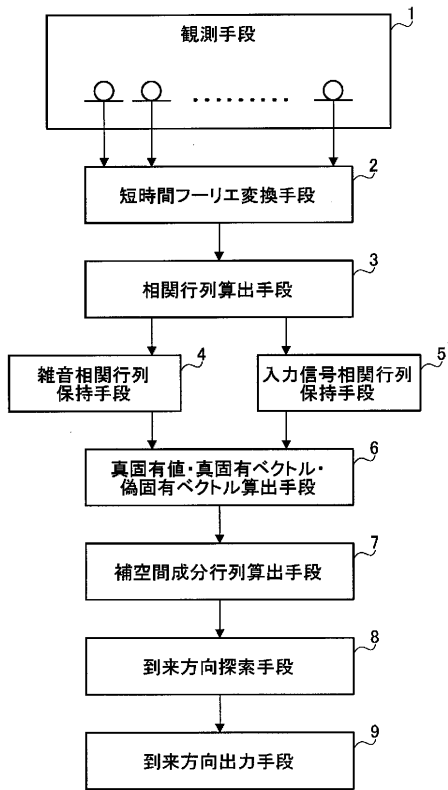 観測手段
1
.........
2
短時間フーリエ変換手段
3
相関行列算出手段
4
雑音相関行列
保持手段
5
入力信号相関行列
保持手段
6
真固有値・真固有ベクトル・
偽固有ベクトル算出手段
7
補空間成分行列算出手段
8
到来方向探索手段
9
到来方向出力手段